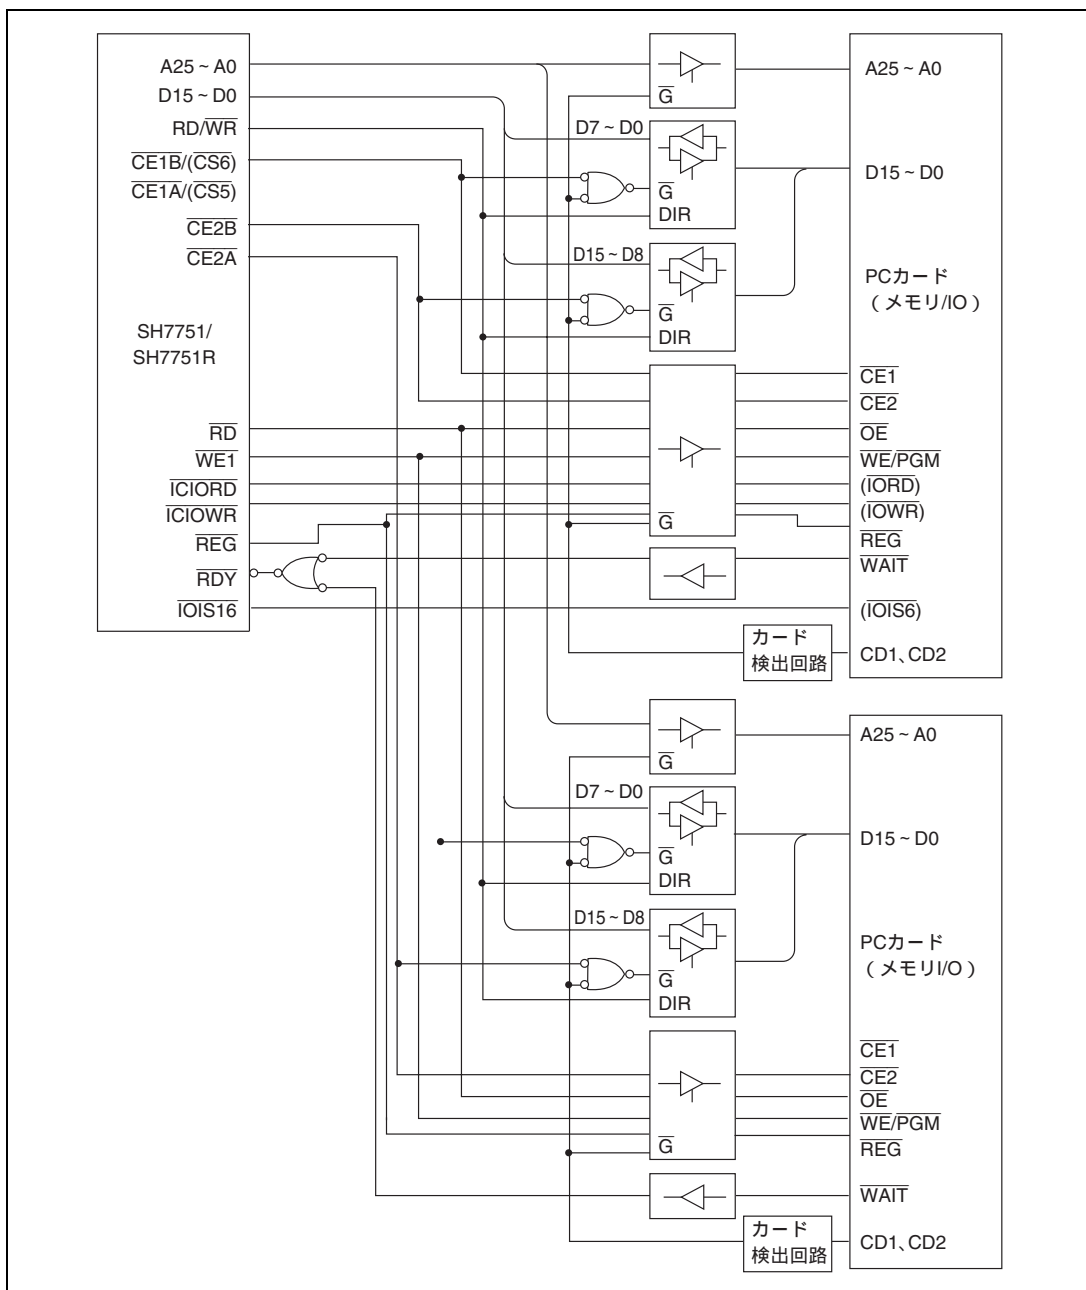 A25~A0
D15~D0
RD/WR
CE1B/(CS6)
CE1A/(CS5)
CE2B
CE2A
SH7751/
SH7751R
RD
WE1
ICIORD
ICIOWR
REG
RDY
IOIS16
G
D7~D0
G
DIR
D15~D8
G
DIR
G
カード
検出回路
A25~A0
D15~D0
PCカード
(メモリ/IO)
CE1
CE2
OE
WE/PGM
(IORD)
(IOWR)
REG
WAIT
(IOIS6)
CD1、CD2
G
D7~D0
G
DIR
D15~D8
G
DIR
G
カード
検出回路
A25~A0
D15~D0
PCカード
(メモリI/O)
CE1
CE2
OE
WE/PGM
REG
WAIT
CD1、CD2